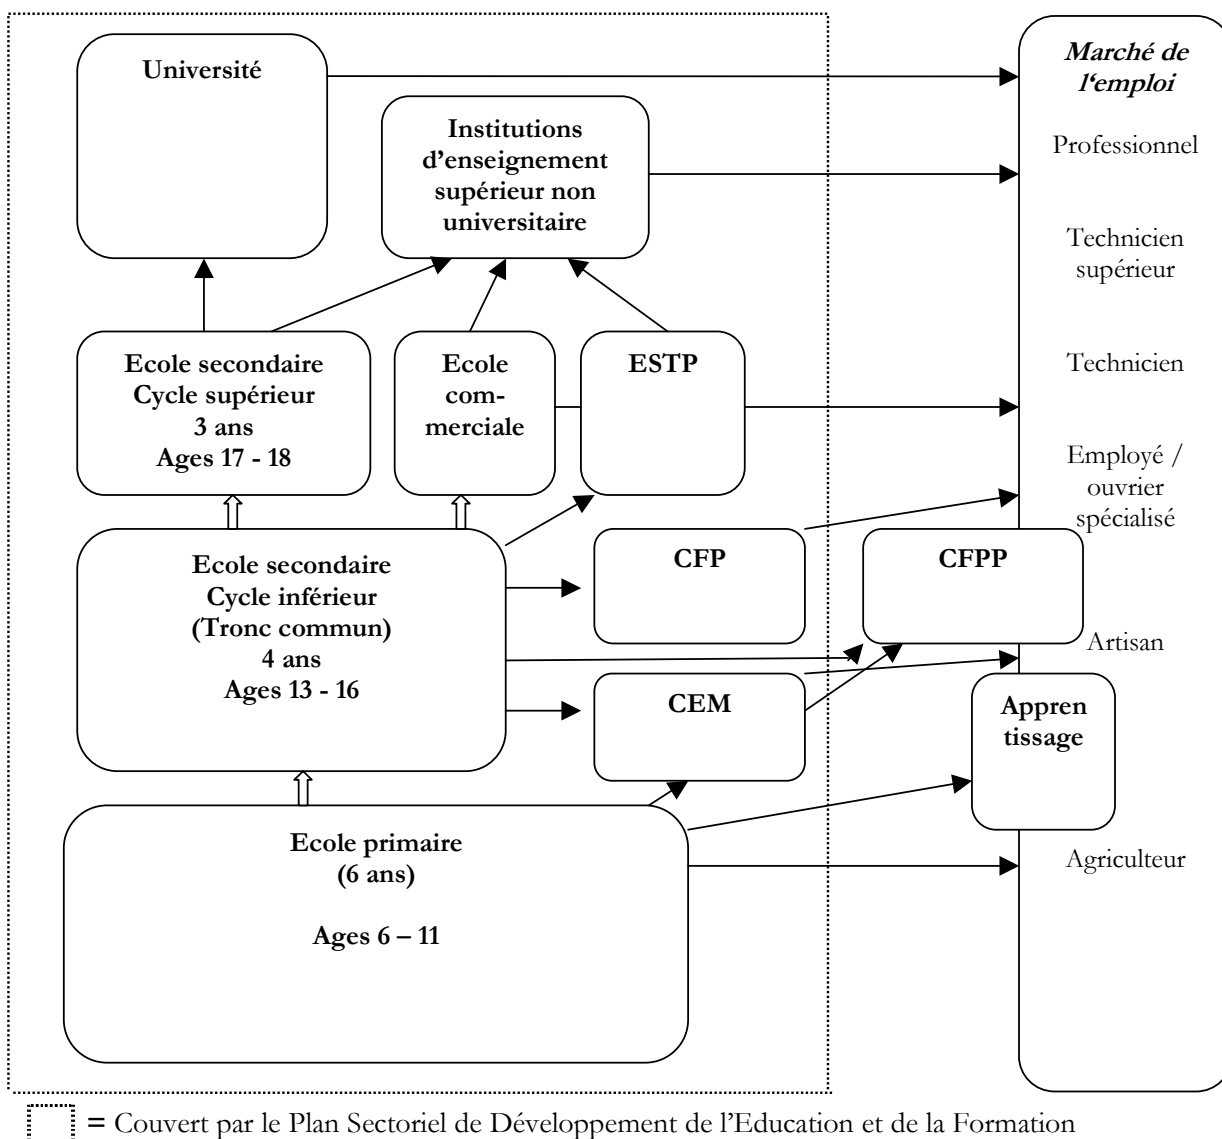 Université
Marché de
l‘emploi
Institutions
d’enseignement
supérieur non
universitaire
Professionnel
Technicien
supérieur
Ecole secondaire
Cycle supérieur
3 ans
Ages 17 - 18
Ecole
com-
merciale
ESTP
Technicien
Employé /
ouvrier
spécialisé
Ecole secondaire
Cycle inférieur
(Tronc commun)
4 ans
Ages 13 - 16
CFP
CFPP
Artisan
CEM
Appren
tissage
Ecole primaire
(6 ans)
Ages 6 – 11
Agriculteur
= Couvert par le Plan Sectoriel de Développement de l’Education et de la Formation